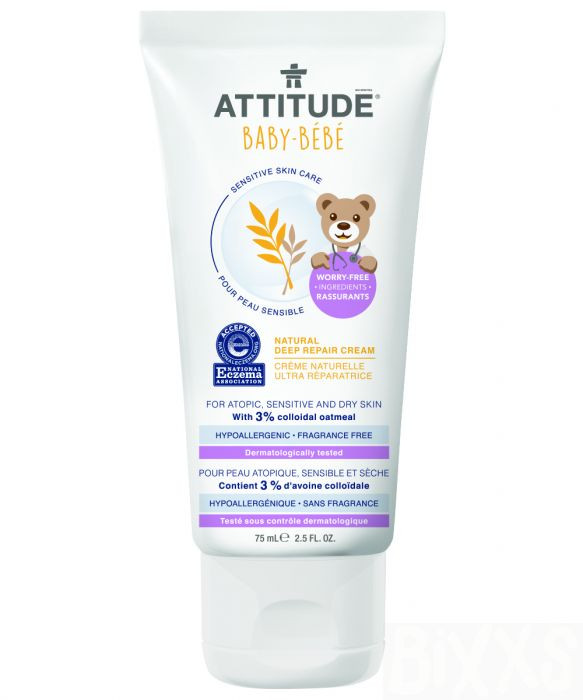 ATTITUDE®
BABY-BÉBÉ
SENSITIVE SKIN CARE
POUR PEAU SENSIBLE
WORRY-FREE
• INGREDIENTS •
RASSURANTS
ACCEPTED
NATIONALECZEMA.ORG
NATIONAL
Eczema
ASSOCIATION
NATURAL
DEEP REPAIR CREAM
CRÈME NATURELLE
ULTRA RÉPARATRICE
FOR ATOPIC, SENSITIVE AND DRY SKIN
With 3% colloidal oatmeal
HYPOALLERGENIC • FRAGRANCE FREE
Dermatologically tested
POUR PEAU ATOPIQUE, SENSIBLE ET SÈCHE
Contient 3 % d'avoine colloïdale
HYPOALLERGÉNIQUE • SANS FRAGRANCE
Testé sous contrôle dermatologique
75 mL℮ 2.5 FL. OZ.
BiXXS